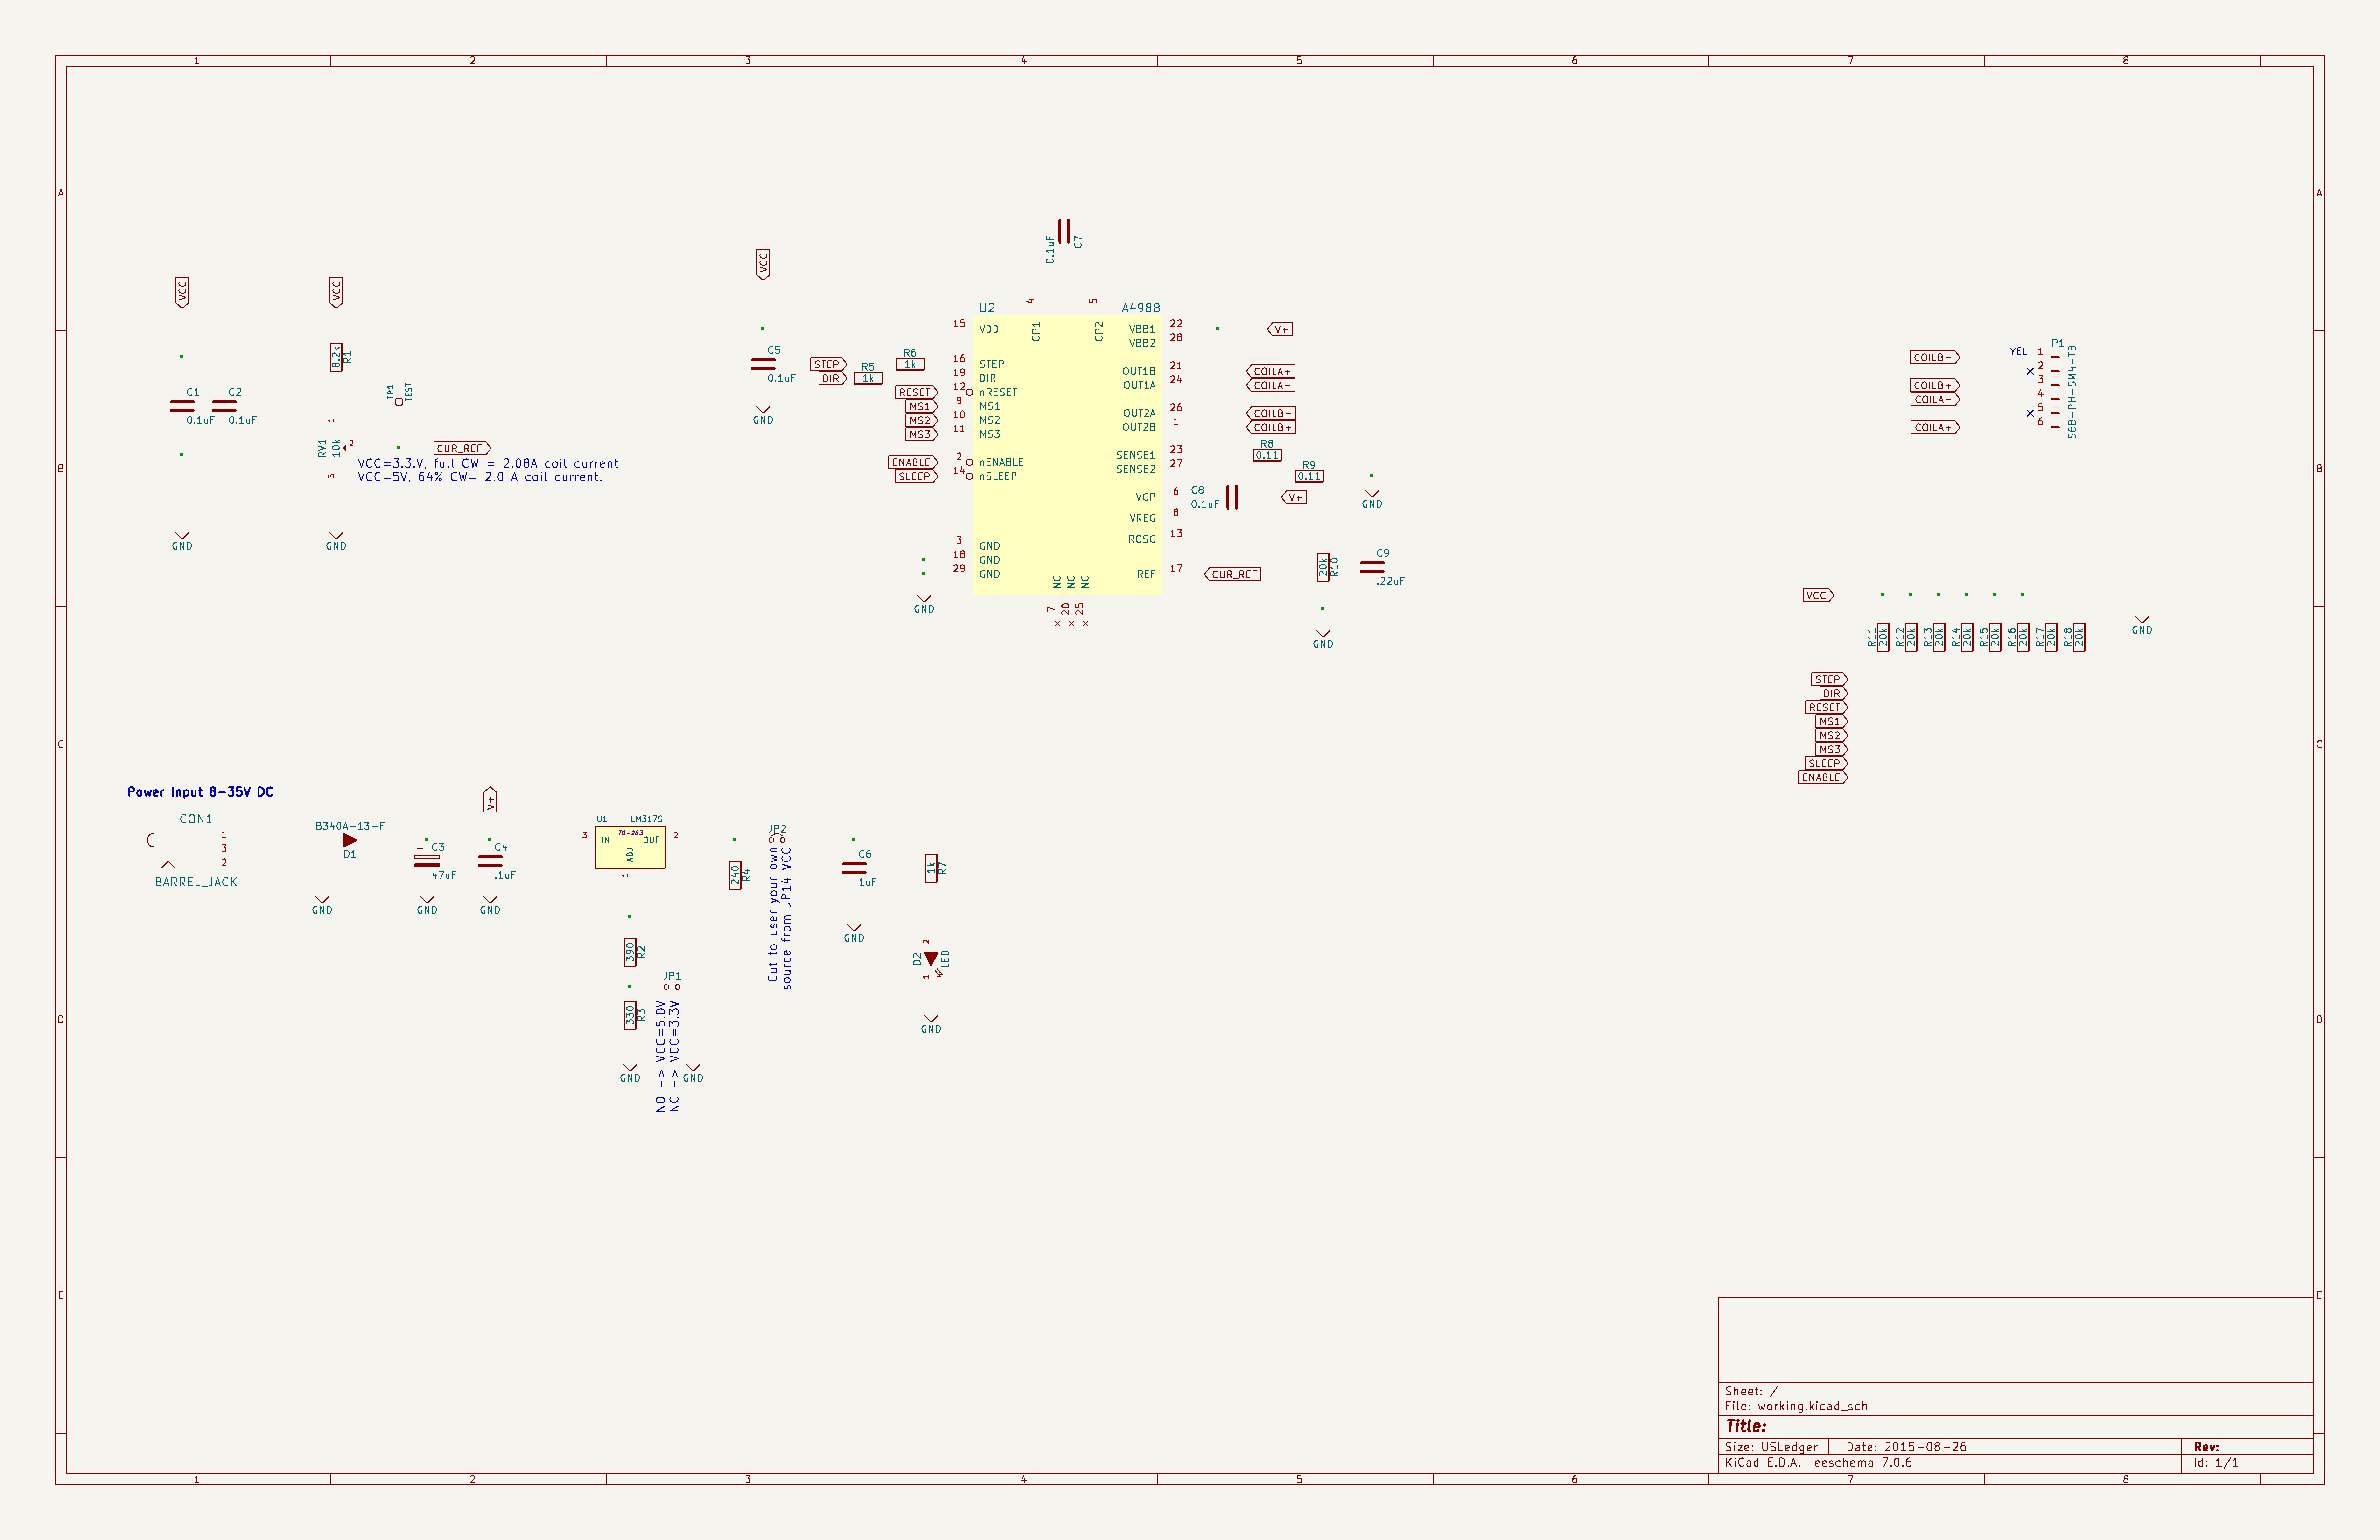 1 2 3 4 5 6 7 8
A A
B B
C C
D D
E E
VCC
C1
0.1uF
C2
0.1uF
GND
VCC
8.2k
R1
TP1
TEST
1
RV1
10k
2
3
CUR_REF
VCC=3.3.V, full CW = 2.08A coil current
VCC=5V, 64% CW= 2.0 A coil current.
GND
VCC
C5
0.1uF
GND
0.1uF
C7
U2
A4988
4
CP1
5
CP2
15 VDD
STEP
R6
1k
16 STEP
DIR
R5
1k
19 DIR
RESET 12 nRESET
MS1 9 MS1
MS2 10 MS2
MS3 11 MS3
ENABLE 2 nENABLE
SLEEP 14 nSLEEP
3 GND
18 GND
29 GND
GND
NC NC NC
7 20 25
VBB1 22 V+
VBB2 28
OUT1B 21 COILA+
OUT1A 24 COILA-
OUT2A 26 COILB-
OUT2B 1 COILB+
SENSE1 23
R8
0.11
SENSE2 27
R9
0.11
GND
VCP 6
C8
0.1uF
V+
VREG 8
ROSC 13
20k
R10
C9
.22uF
REF 17 CUR_REF
GND
P1
S6B-PH-SM4-TB
COILB- YEL 1
2
COILB+ 3
COILA- 4
5
COILA+ 6
VCC
R11
20k
R12
20k
R13
20k
R14
20k
R15
20k
R16
20k
R17
20k
R18
20k
GND
STEP
DIR
RESET
MS1
MS2
MS3
SLEEP
ENABLE
Power Input 8-35V DC
CON1
1
3
2
BARREL_JACK
GND
B340A-13-F
D1
C3
+
47uF
GND
V+
C4
.1uF
GND
U1
LM317S
TO-263
3 IN
OUT 2
ADJ
1
240
R4
390
R2
330
R3
GND
JP1
GND
NO -> VCC=5.0V
NC -> VCC=3.3V
JP2
Cut to user your own
source from JP14 VCC
C6
1uF
GND
1k
R7
2
D2
LED
1
GND
Sheet: /
File: working.kicad_sch
Title:
Size: USLedger Date: 2015-08-26 Rev:
KiCad E.D.A. eeschema 7.0.6 Id: 1/1
1 2 3 4 5 6 7 8